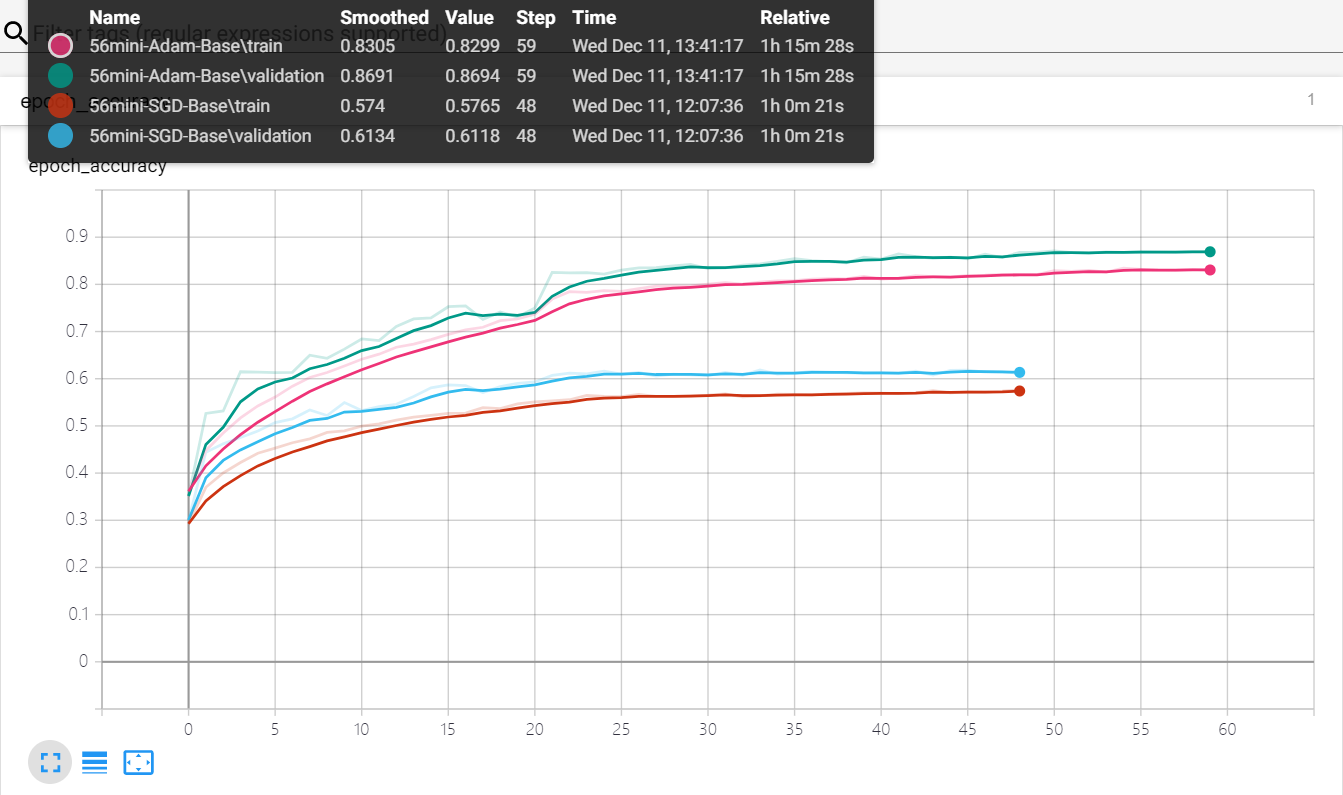 Filter tags (regular expressions supported)
Name Smoothed Value Step Time Relative
56mini-Adam-Base\train 0.8305 0.8299 59 Wed Dec 11, 13:41:17 1h 15m 28s
56mini-Adam-Base\validation 0.8691 0.8694 59 Wed Dec 11, 13:41:17 1h 15m 28s
56mini-SGD-Base\train 0.574 0.5765 48 Wed Dec 11, 12:07:36 1h 0m 21s
56mini-SGD-Base\validation 0.6134 0.6118 48 Wed Dec 11, 12:07:36 1h 0m 21s
epoch_accuracy 1
epoch_accuracy
0.9
0.8
0.7
0.6
0.5
0.4
0.3
0.2
0.1
0
0 5 10 15 20 25 30 35 40 45 50 55 60